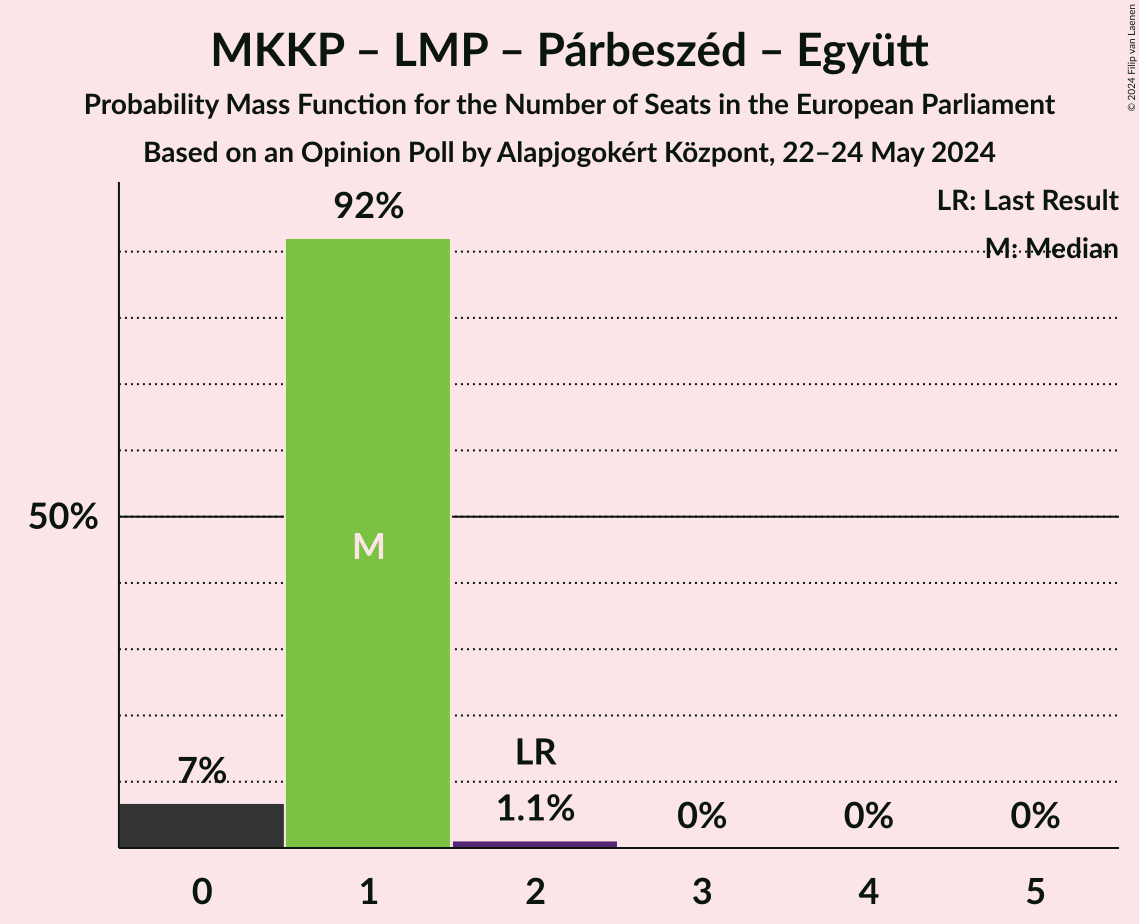 MKKP – LMP – Párbeszéd – Együtt
Probability Mass Function for the Number of Seats in the European Parliament
Based on an Opinion Poll by Alapjogokért Központ, 22–24 May 2024
© 2024 Filip van Laenen
LR: Last Result
M: Median
92%
50%
M
LR
7%
1.1%
0%
0%
0%
0 1 2 3 4 5